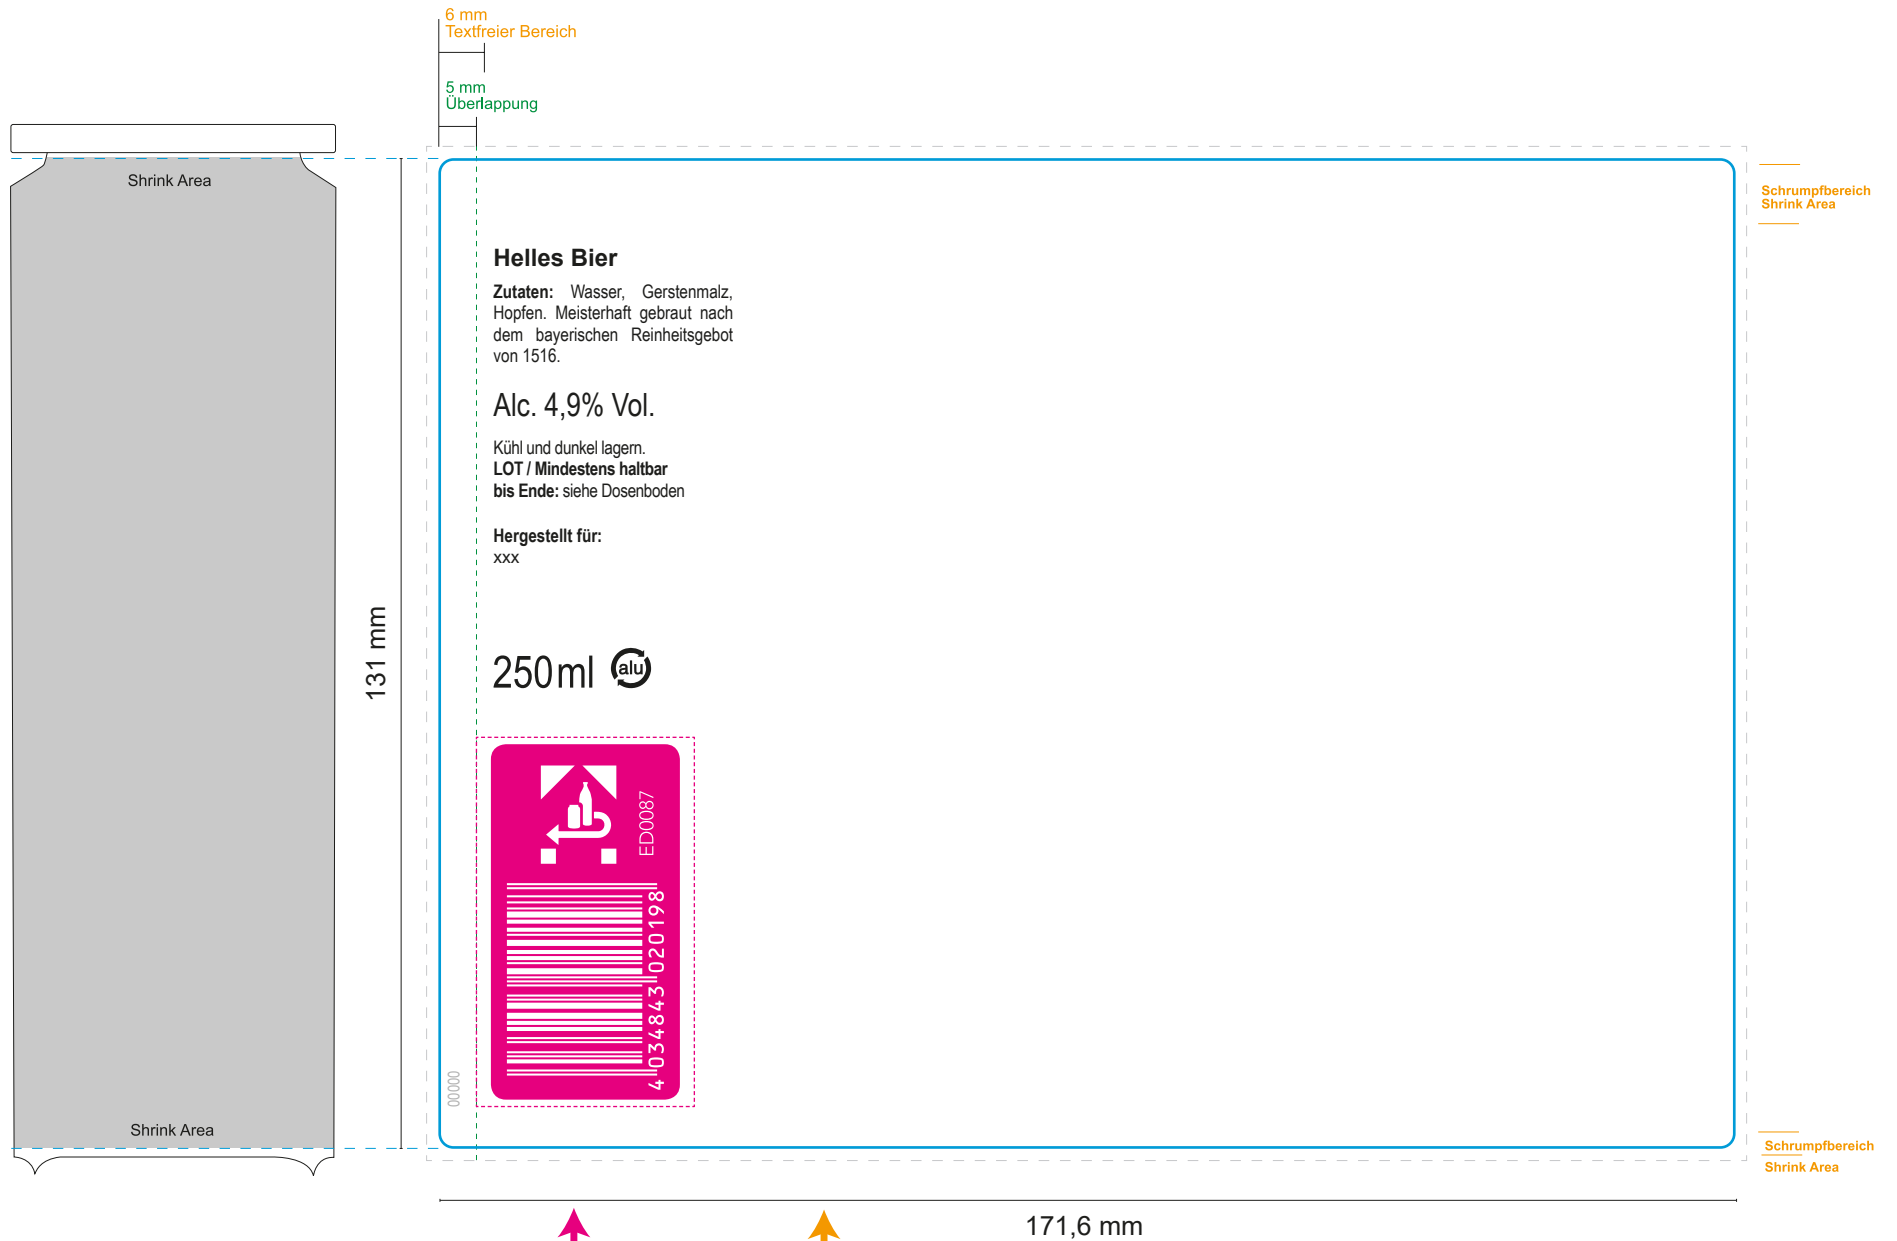 6 mm
Textfreier Bereich
5 mm
Überlappung
Shrink Area
Schrumpfbereich
Shrink Area
Helles Bier
Zutaten: Wasser, Gerstenmalz,
Hopfen. Meisterhaft gebraut nach
dem bayerischen Reinheitsgebot
von 1516.
Alc. 4,9% Vol.
Kühl und dunkel lagern.
LOT / Mindestens haltbar
bis Ende: siehe Dosenboden
Hergestellt für:
xxx
131 mm
250 ml alu
ED0087
4 034843 020198
00000
Shrink Area
Schrumpfbereich
Shrink Area
171,6 mm